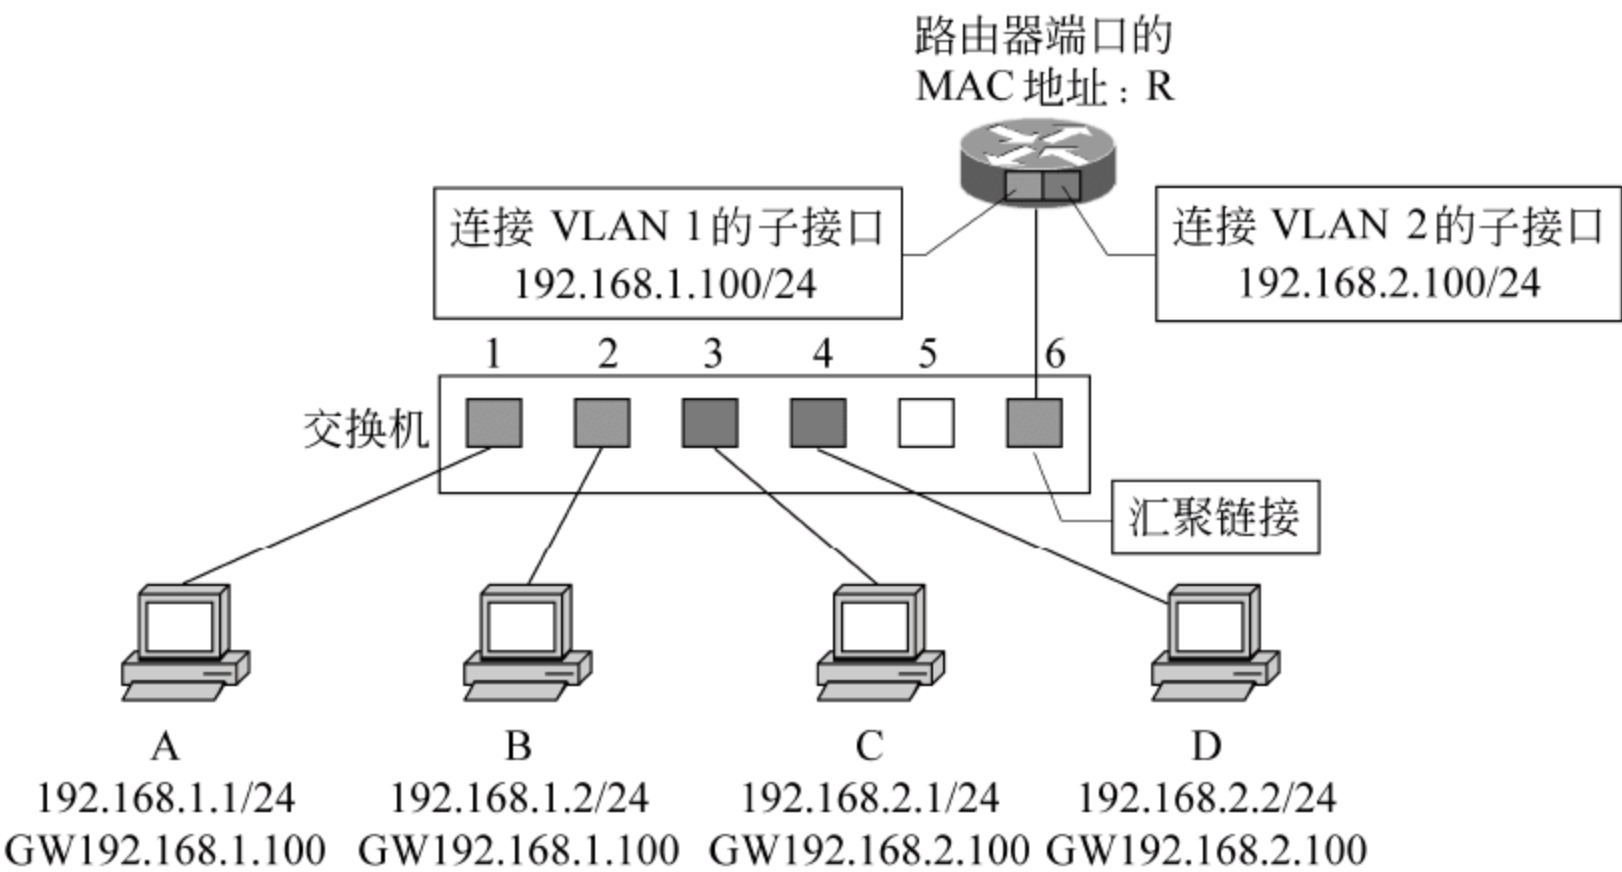 路由器端口的
MAC 地址：R
连接 VLAN 1的子接口
192.168.1.100/24
连接 VLAN 2的子接口
192.168.2.100/24
1 2 3 4 5 6
交换机
汇聚链接
A B C D
192.168.1.1/24 192.168.1.2/24 192.168.2.1/24 192.168.2.2/24
GW192.168.1.100 GW192.168.1.100 GW192.168.2.100 GW192.168.2.100